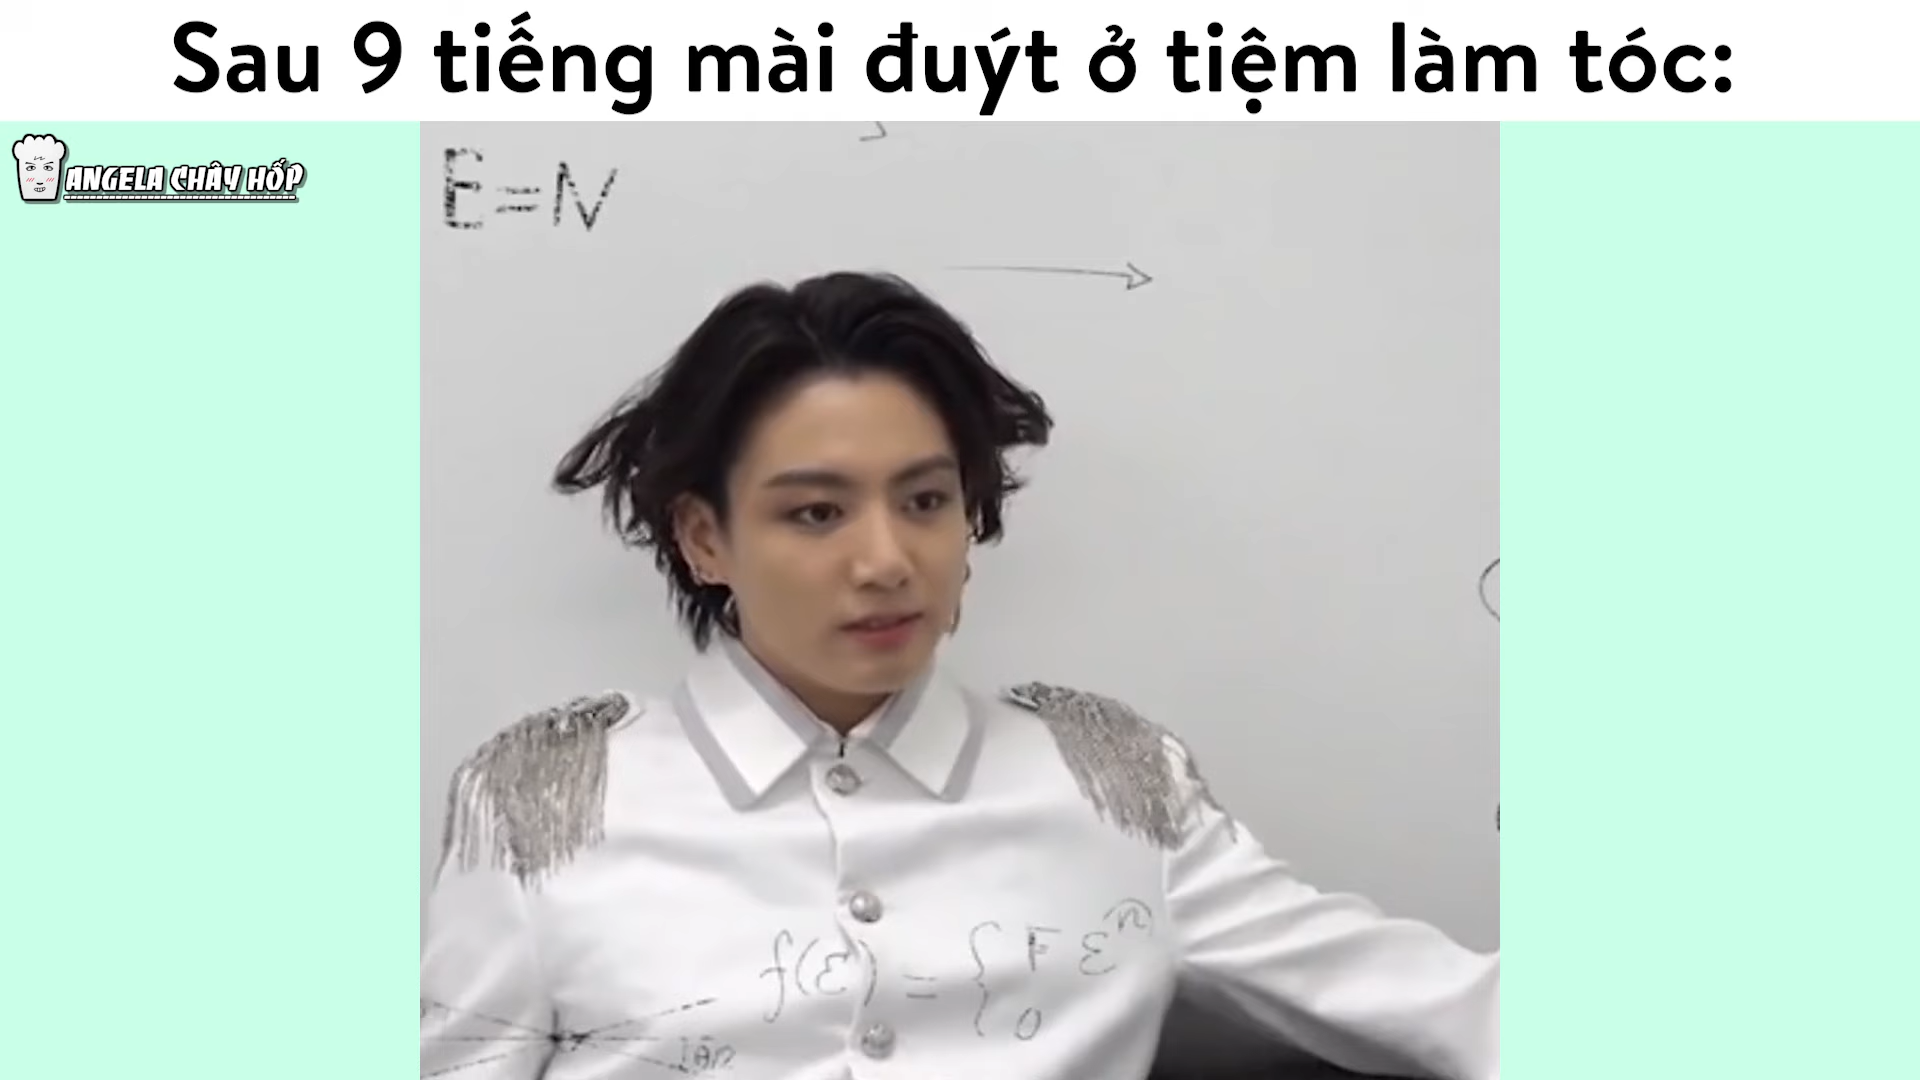 Sau 9 tiếng mài đuýt ở tiệm làm tóc:
ANGELA CHÂY HỐP
E=N
f(ε) = { F ε^n
0